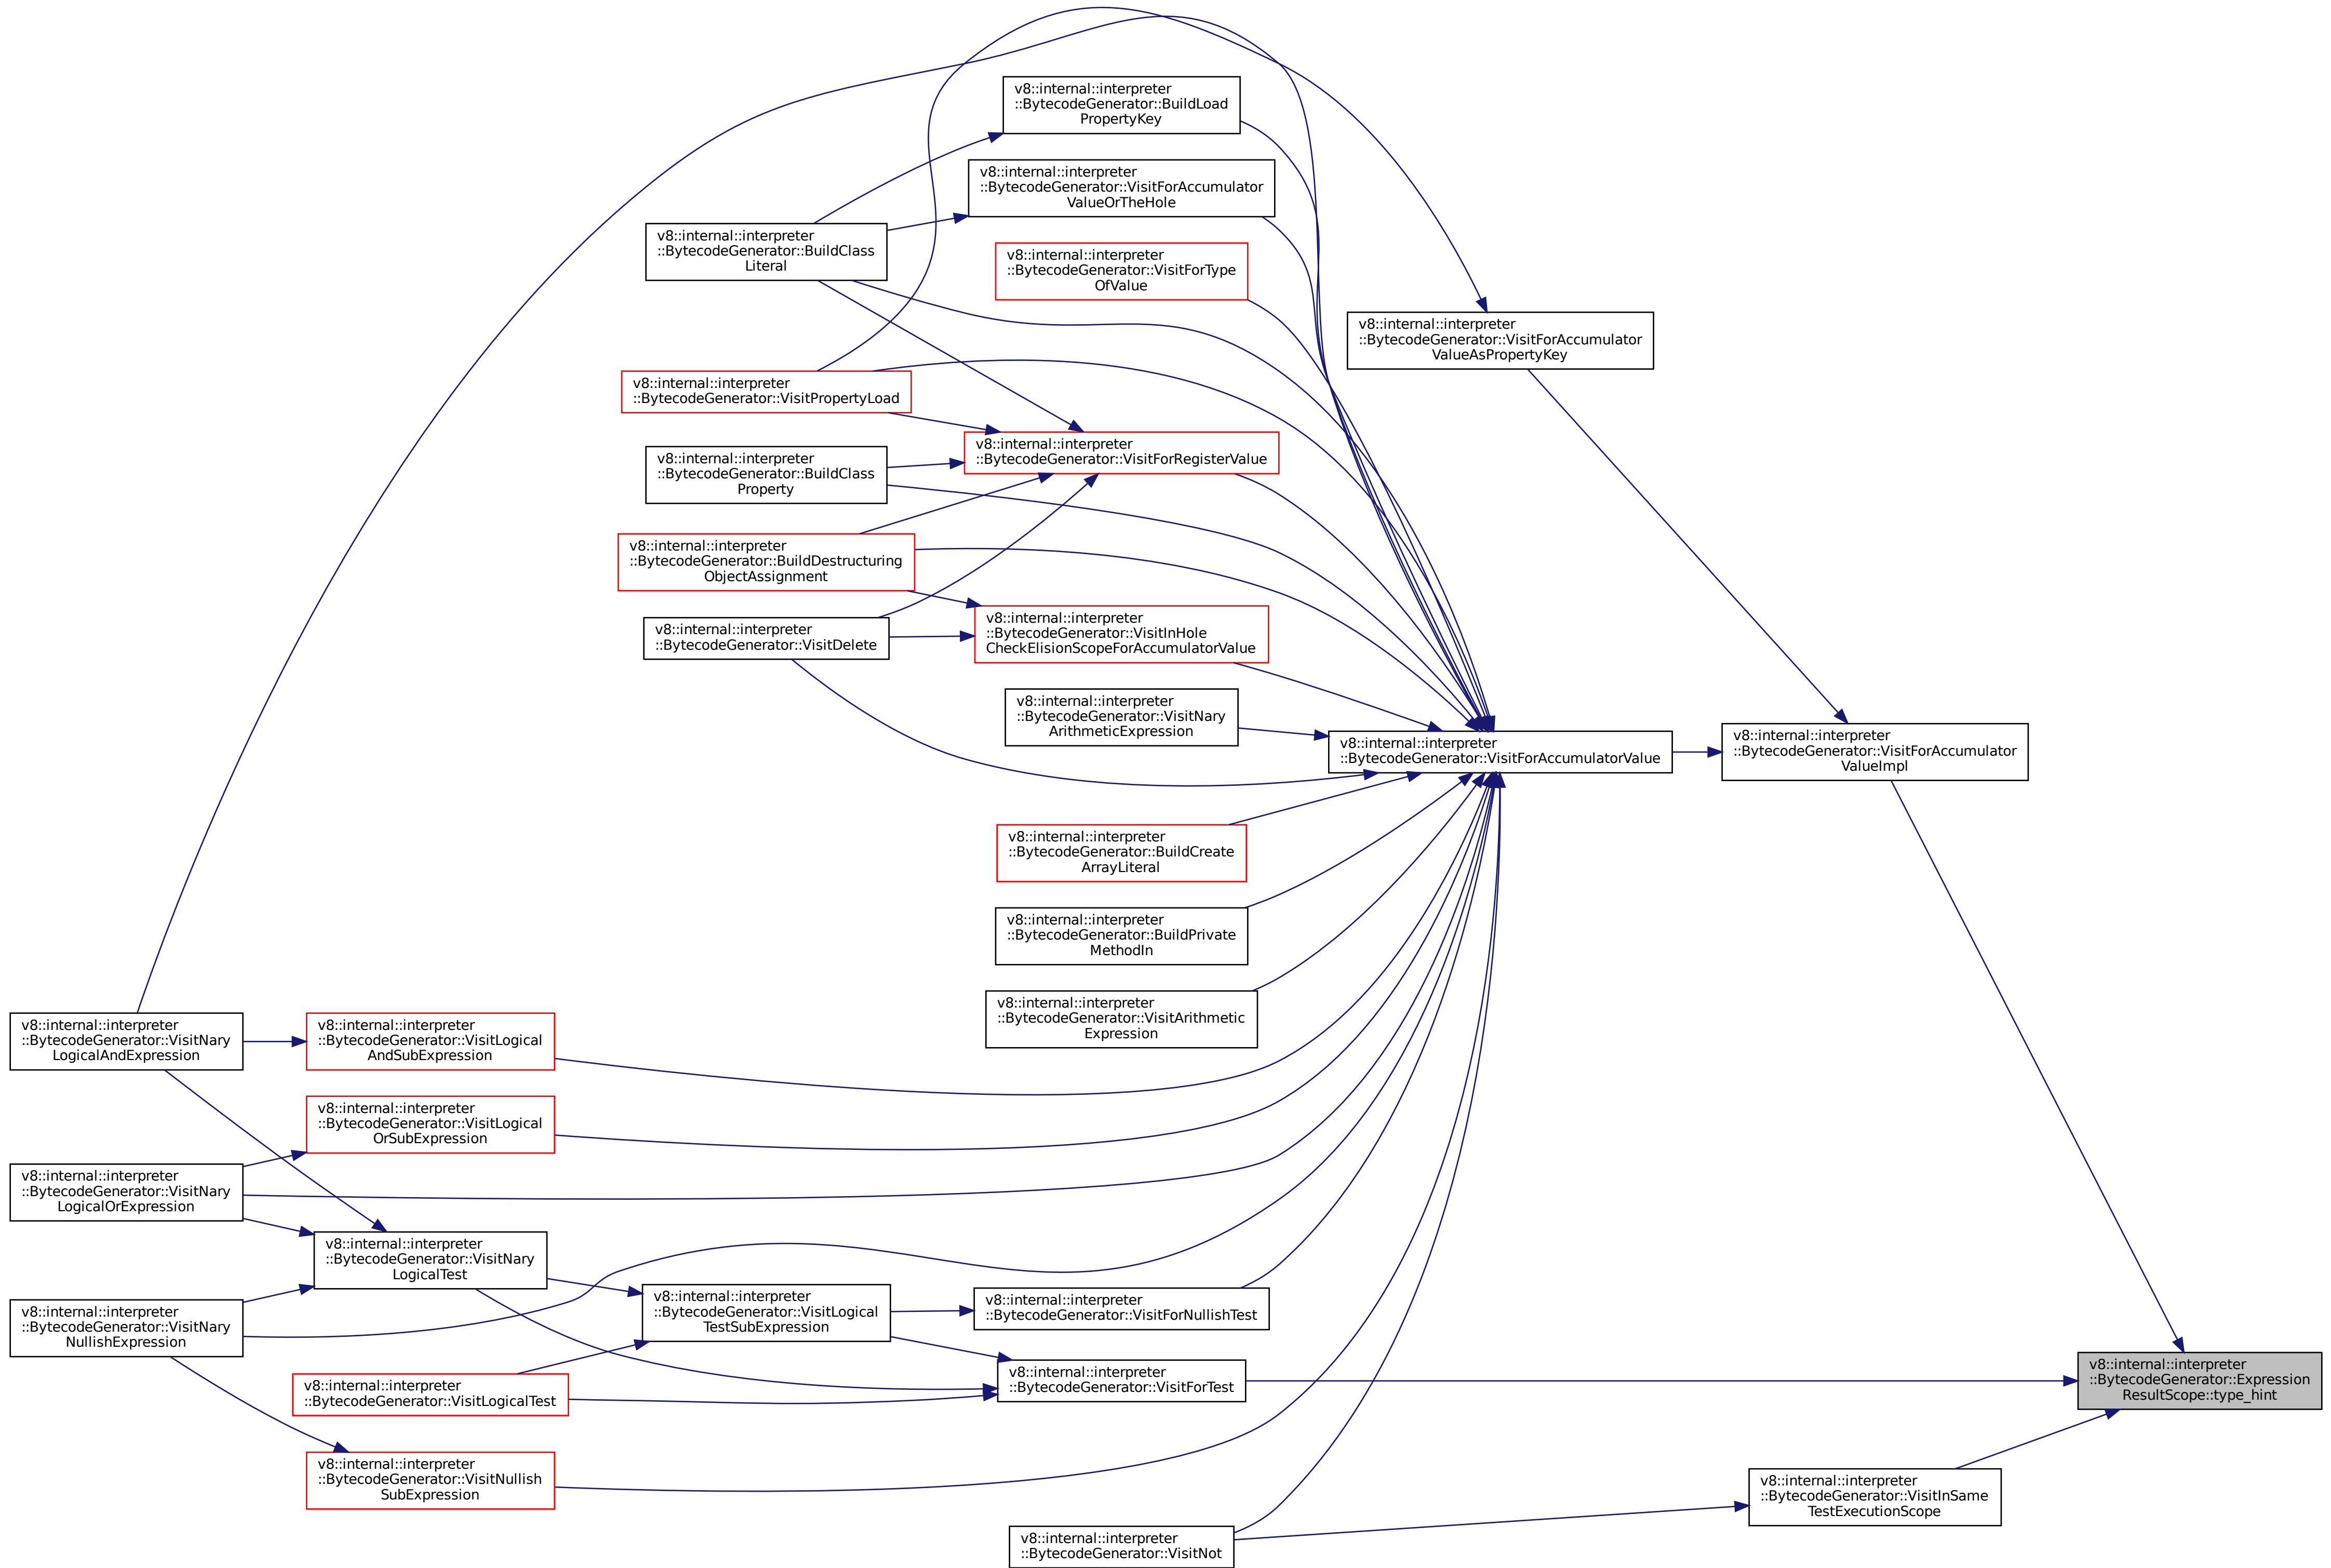 v8::internal::interpreter
::BytecodeGenerator::BuildLoad
PropertyKey
v8::internal::interpreter
::BytecodeGenerator::VisitForAccumulator
ValueOrTheHole
v8::internal::interpreter
::BytecodeGenerator::BuildClass
Literal
v8::internal::interpreter
::BytecodeGenerator::VisitForType
OfValue
v8::internal::interpreter
::BytecodeGenerator::VisitForAccumulator
ValueAsPropertyKey
v8::internal::interpreter
::BytecodeGenerator::VisitPropertyLoad
v8::internal::interpreter
::BytecodeGenerator::VisitForRegisterValue
v8::internal::interpreter
::BytecodeGenerator::BuildClass
Property
v8::internal::interpreter
::BytecodeGenerator::BuildDestructuring
ObjectAssignment
v8::internal::interpreter
::BytecodeGenerator::VisitInHole
CheckElisionScopeForAccumulatorValue
v8::internal::interpreter
::BytecodeGenerator::VisitDelete
v8::internal::interpreter
::BytecodeGenerator::VisitNary
ArithmeticExpression
v8::internal::interpreter
::BytecodeGenerator::VisitForAccumulatorValue
v8::internal::interpreter
::BytecodeGenerator::VisitForAccumulator
ValueImpl
v8::internal::interpreter
::BytecodeGenerator::BuildCreate
ArrayLiteral
v8::internal::interpreter
::BytecodeGenerator::BuildPrivate
MethodIn
v8::internal::interpreter
::BytecodeGenerator::VisitArithmetic
Expression
v8::internal::interpreter
::BytecodeGenerator::VisitNary
LogicalAndExpression
v8::internal::interpreter
::BytecodeGenerator::VisitLogical
AndSubExpression
v8::internal::interpreter
::BytecodeGenerator::VisitLogical
OrSubExpression
v8::internal::interpreter
::BytecodeGenerator::VisitNary
LogicalOrExpression
v8::internal::interpreter
::BytecodeGenerator::VisitNary
LogicalTest
v8::internal::interpreter
::BytecodeGenerator::VisitLogical
TestSubExpression
v8::internal::interpreter
::BytecodeGenerator::VisitForNullishTest
v8::internal::interpreter
::BytecodeGenerator::VisitNary
NullishExpression
v8::internal::interpreter
::BytecodeGenerator::VisitLogicalTest
v8::internal::interpreter
::BytecodeGenerator::VisitForTest
v8::internal::interpreter
::BytecodeGenerator::Expression
ResultScope::type_hint
v8::internal::interpreter
::BytecodeGenerator::VisitNullish
SubExpression
v8::internal::interpreter
::BytecodeGenerator::VisitInSame
TestExecutionScope
v8::internal::interpreter
::BytecodeGenerator::VisitNot